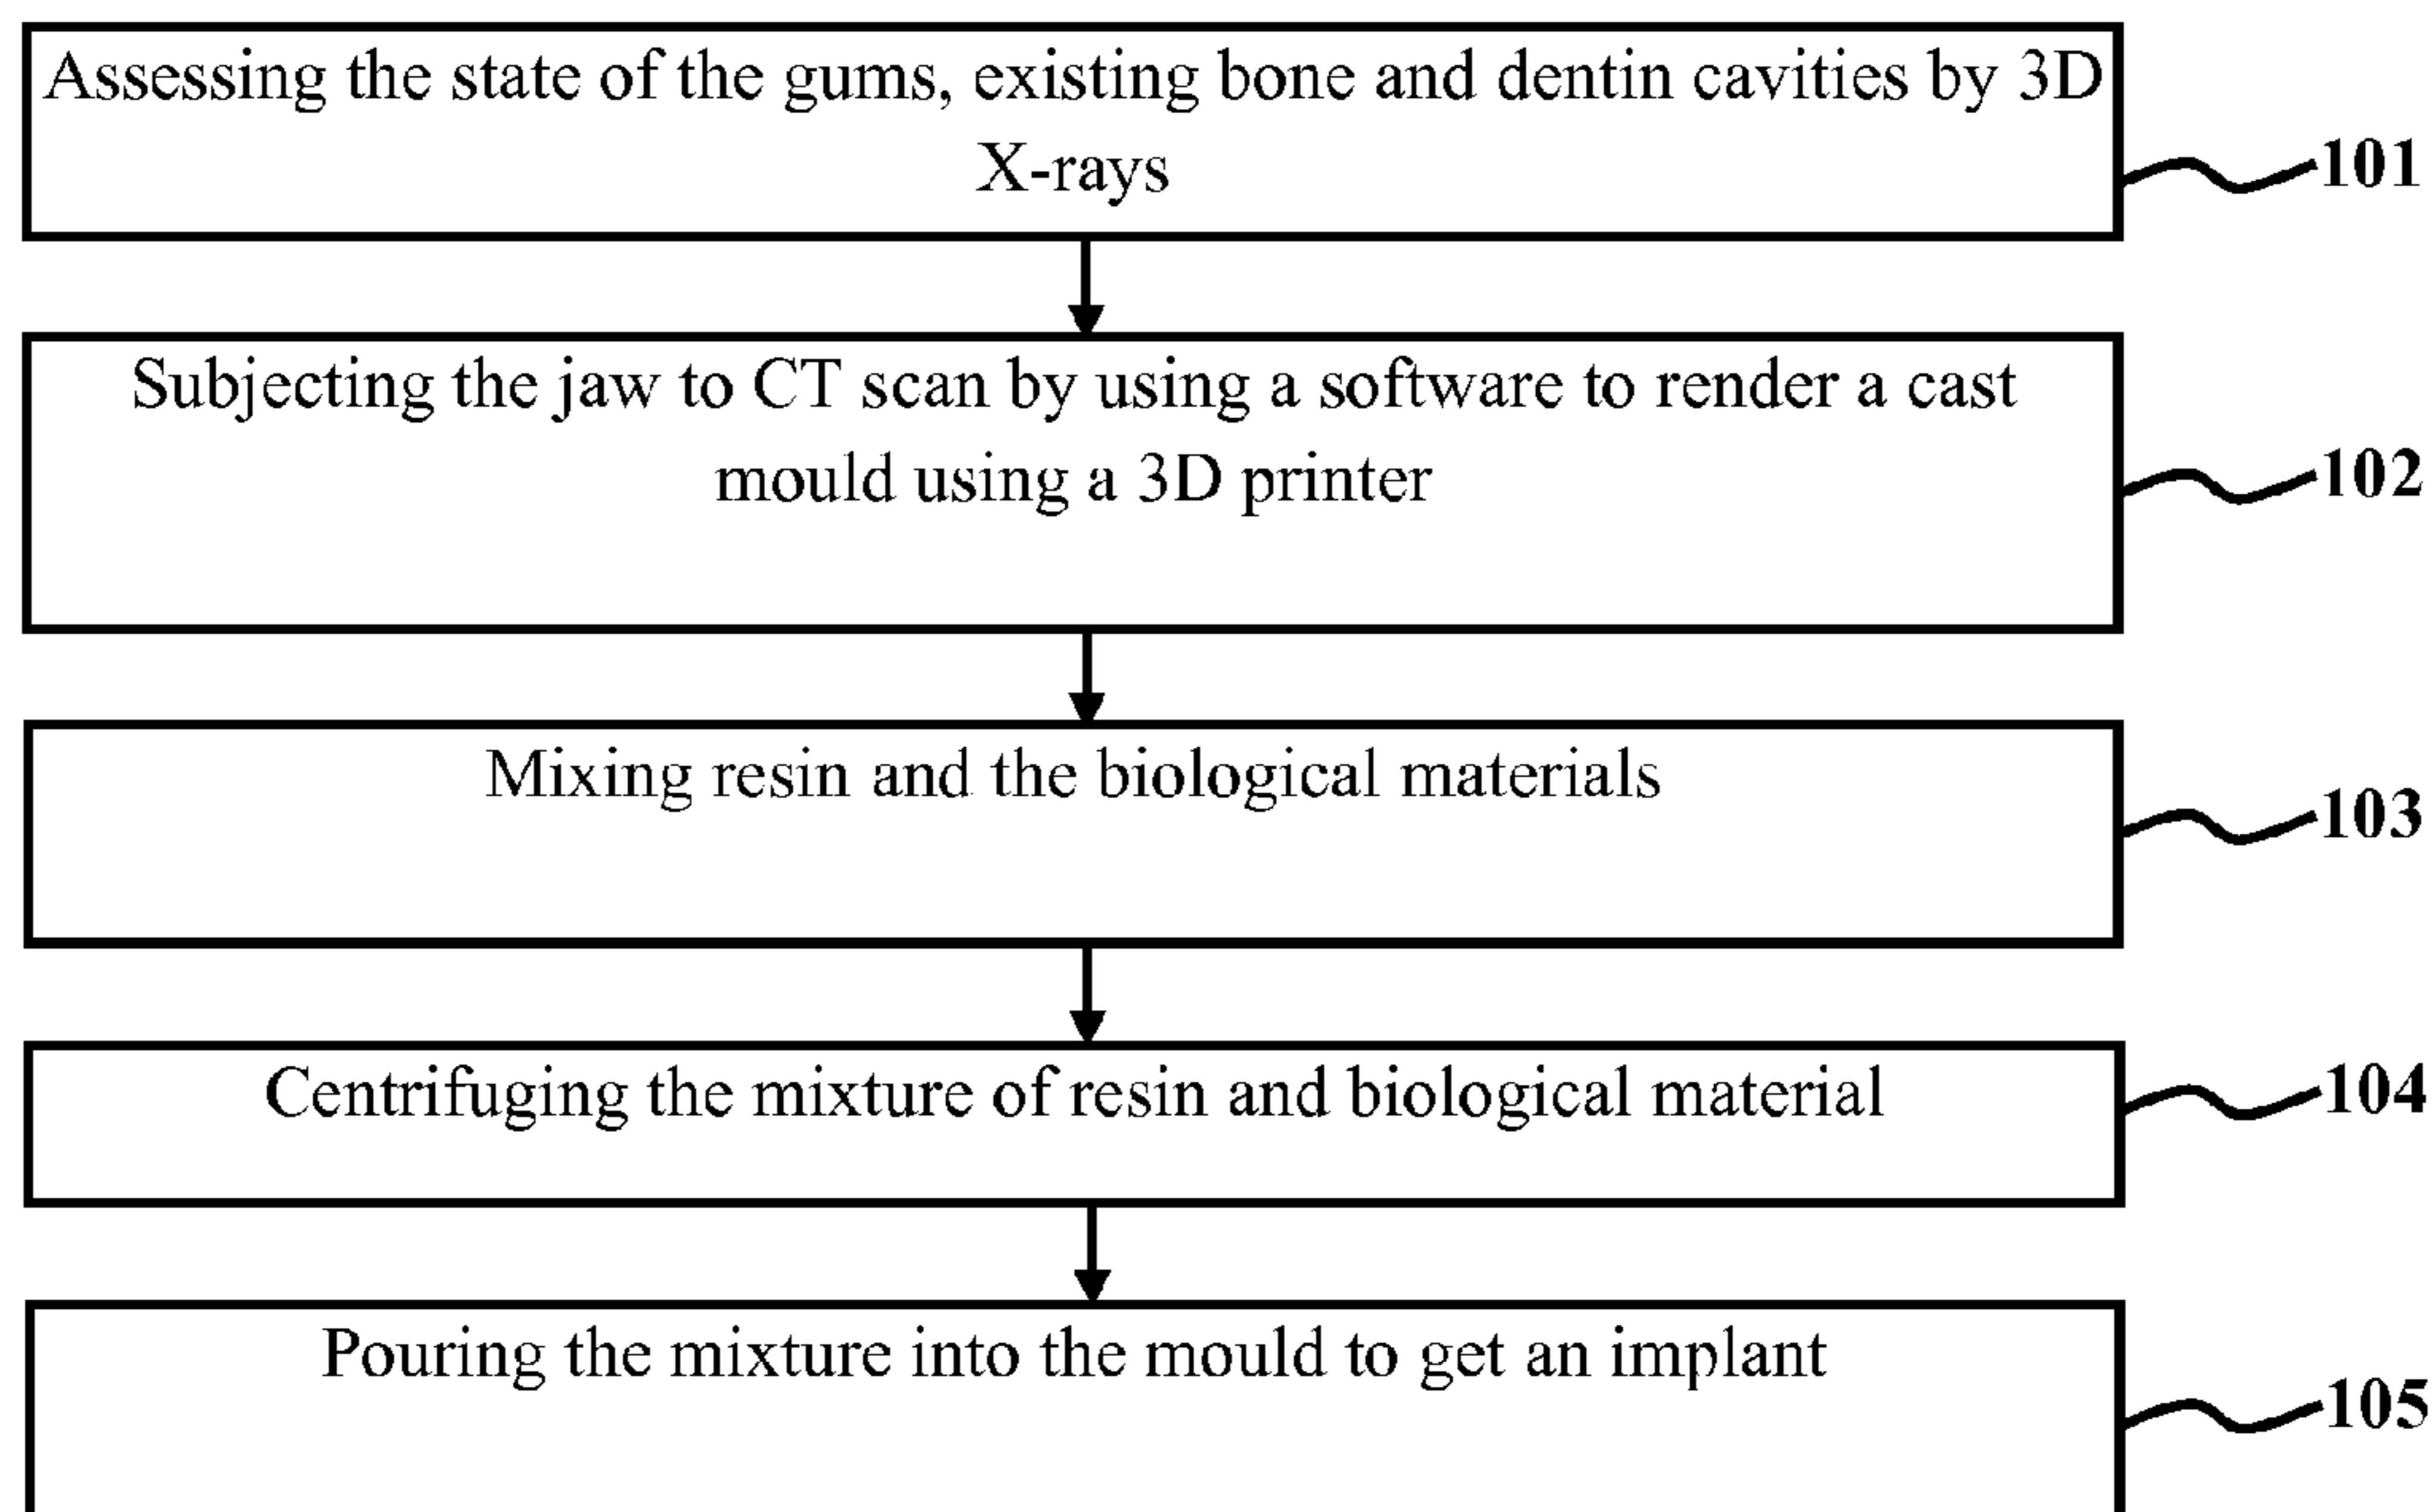 Assessing the state of the gums, existing bone and dentin cavities by 3D
X-rays
101
Subjecting the jaw to CT scan by using a software to render a cast
mould using a 3D printer
102
Mixing resin and the biological materials
103
Centrifuging the mixture of resin and biological material
104
Pouring the mixture into the mould to get an implant
105